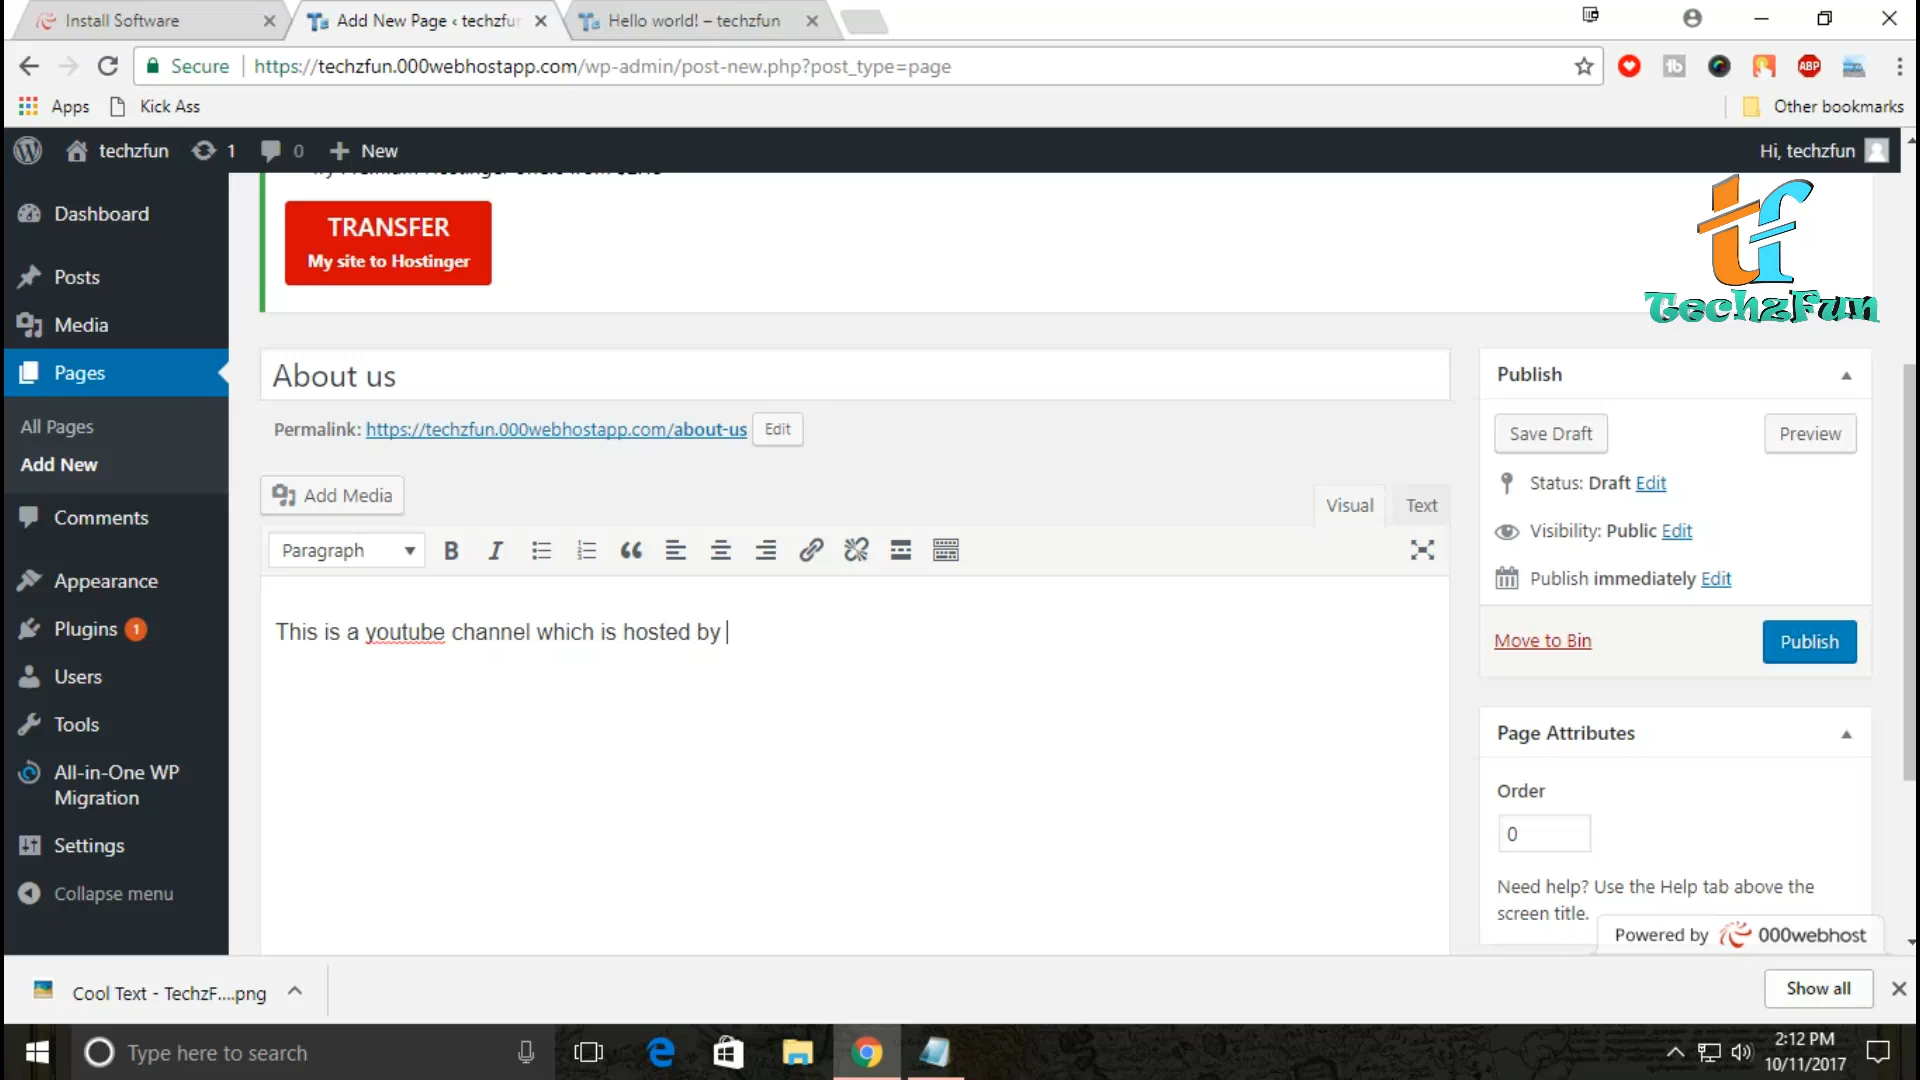 Install Software
Add New Page ‹ techzfun
Hello world! – techzfun
Secure
https://techzfun.000webhostapp.com/wp-admin/post-new.php?post_type=page
ABP
Apps
Kick Ass
Other bookmarks
techzfun
1
0
New
Hi, techzfun
TRANSFER
My site to Hostinger
tf
TechzFun
Dashboard
Posts
Media
Pages
All Pages
Add New
Comments
Appearance
Plugins 1
Users
Tools
All-in-One WP
Migration
Settings
Collapse menu
About us
Permalink: https://techzfun.000webhostapp.com/about-us Edit
Add Media
Visual
Text
Paragraph
B
I
This is a youtube channel which is hosted by
Publish
Save Draft
Preview
Status: Draft Edit
Visibility: Public Edit
Publish immediately Edit
Move to Bin
Publish
Page Attributes
Order
0
Need help? Use the Help tab above the
screen title.
Powered by 000webhost
Cool Text - TechzF....png
Show all
Type here to search
2:12 PM
10/11/2017